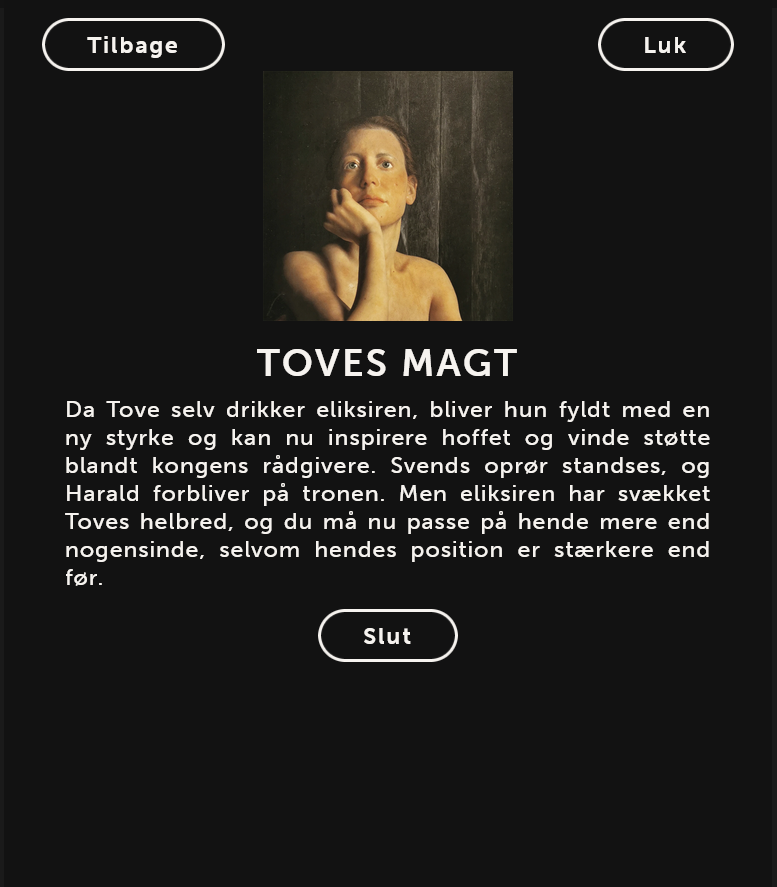 Tilbage
Luk
TOVES MAGT
Da Tove selv drikker eliksiren, bliver hun fyldt med en
ny styrke og kan nu inspirere hoffet og vinde støtte
blandt kongens rådgivere. Svends oprør standses, og
Harald forbliver på tronen. Men eliksiren har svækket
Toves helbred, og du må nu passe på hende mere end
nogensinde, selvom hendes position er stærkere end
før.
Slut